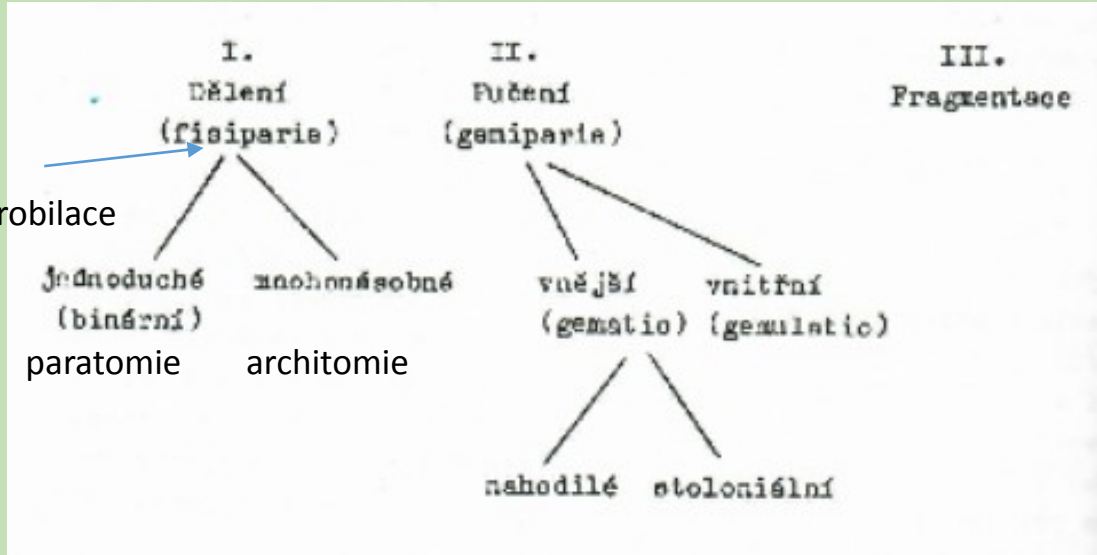 I. II. III.
Dělení Pučení Fragmentace
(fisiparie) (gemiparie)
robilace
jednoduché mnohonásobné vnější vnitřní
(binární) (gematio) (gemulatio)
paratomie architomie
nahodilé stoloniální